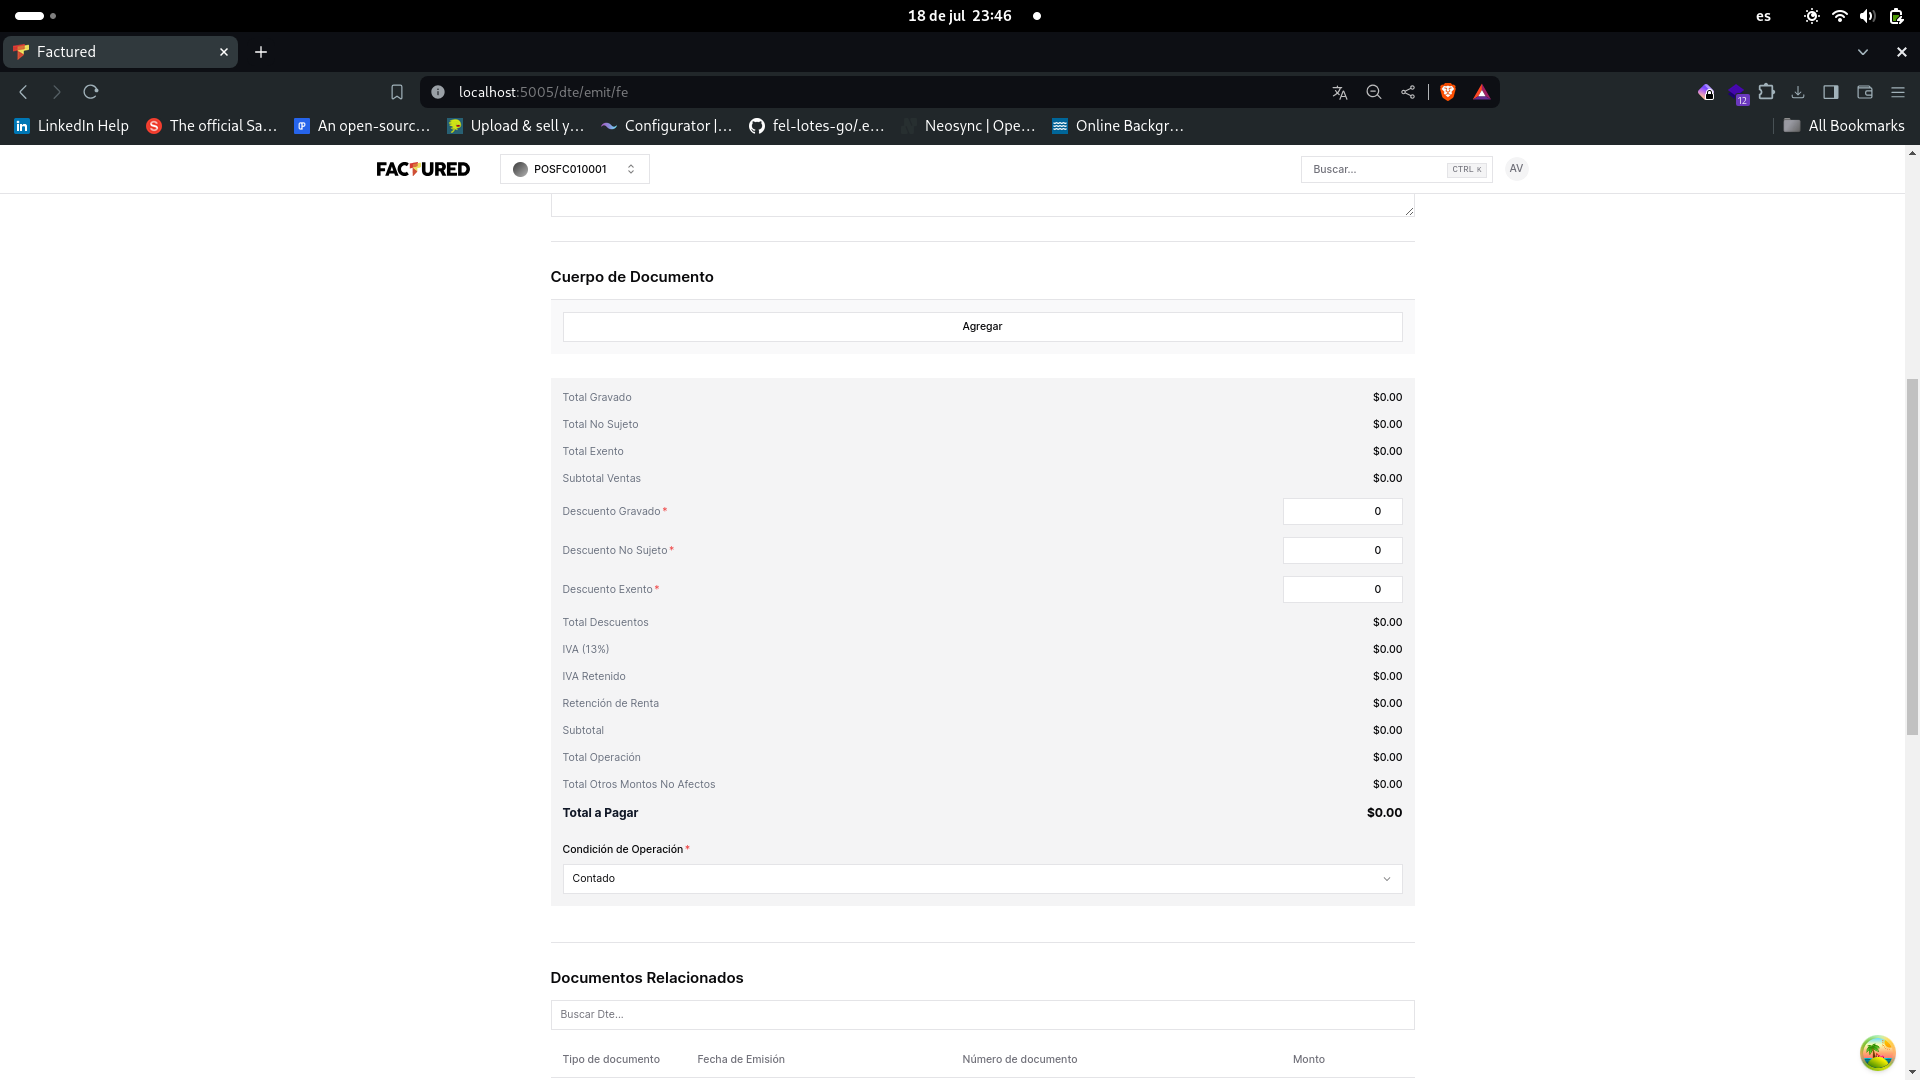 18 de jul 23:46
es
Factured
localhost:5005/dte/emit/fe
12
LinkedIn Help
The official Sa...
An open-sourc...
Upload & sell y...
Configurator |...
fel-lotes-go/.e...
Neosync | Ope...
Online Backgr...
All Bookmarks
FACTURED
POSFC010001
Buscar...
CTRL K
AV
Cuerpo de Documento
Agregar
Total Gravado $0.00
Total No Sujeto $0.00
Total Exento $0.00
Subtotal Ventas $0.00
Descuento Gravado* 0
Descuento No Sujeto* 0
Descuento Exento* 0
Total Descuentos $0.00
IVA (13%) $0.00
IVA Retenido $0.00
Retención de Renta $0.00
Subtotal $0.00
Total Operación $0.00
Total Otros Montos No Afectos $0.00
Total a Pagar $0.00
Condición de Operación*
Contado
Documentos Relacionados
Buscar Dte...
Tipo de documento Fecha de Emisión Número de documento Monto